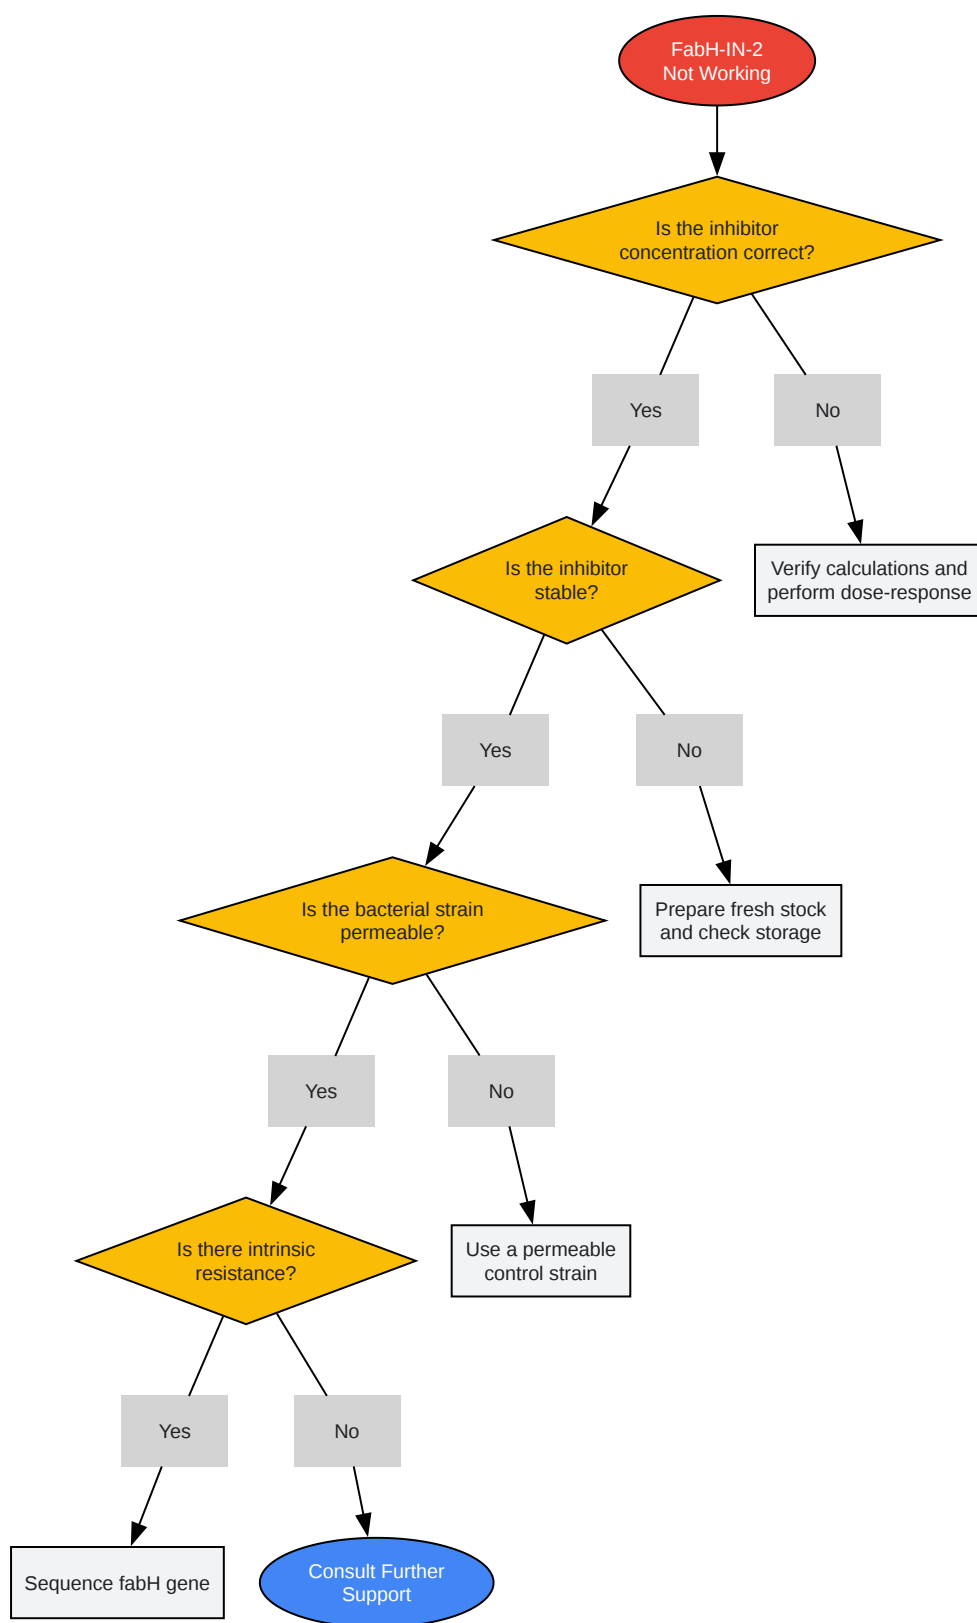 FabH-IN-2
Not Working
Is the inhibitor
concentration correct?
Yes
No
Is the inhibitor
stable?
Verify calculations and
perform dose-response
Yes
No
Is the bacterial strain
permeable?
Prepare fresh stock
and check storage
Yes
No
Is there intrinsic
resistance?
Use a permeable
control strain
Yes
No
Sequence fabH gene
Consult Further
Support